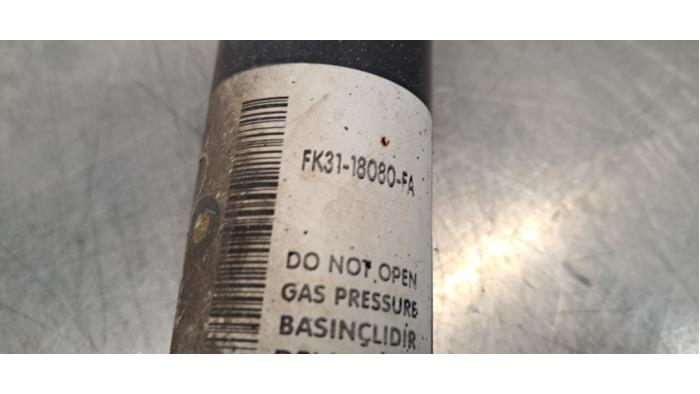 FK31-18080-FA
DO NOT OPEN
GAS PRESSURE
BASINÇLIDIR